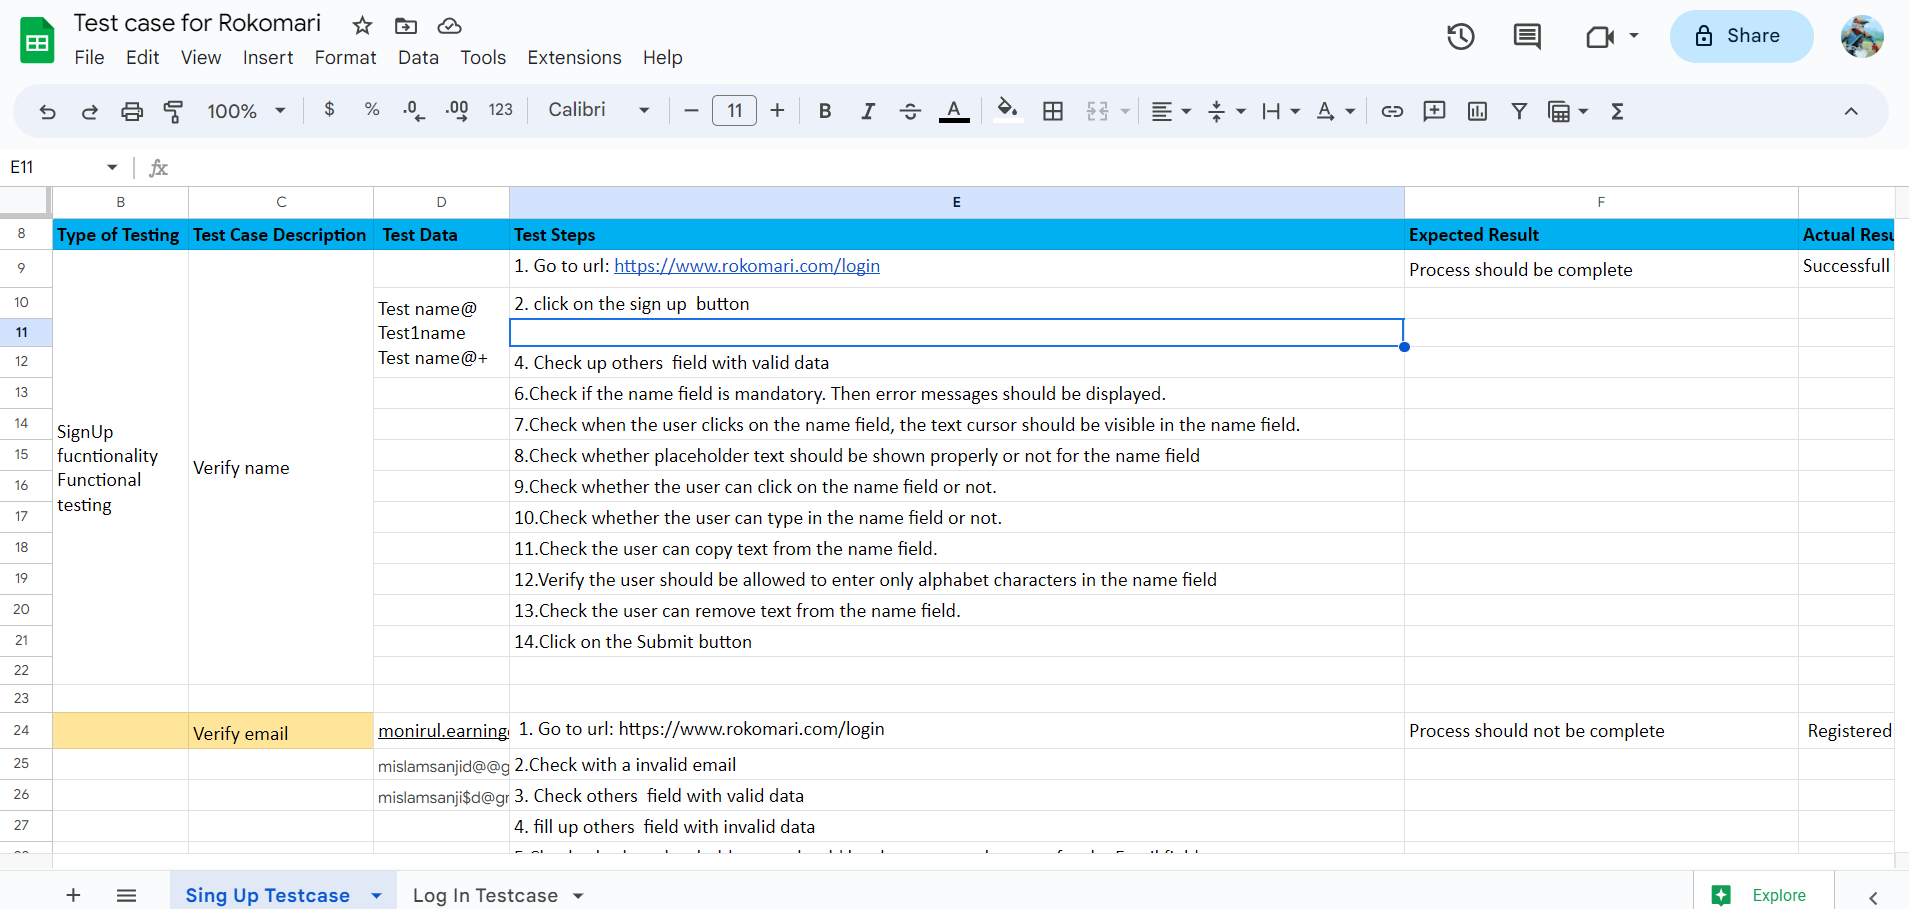 Test case for Rokomari
File Edit View Insert Format Data Tools Extensions Help
Share
100% $ % .0 .00 123 Calibri 11 B I A A Σ
E11 fx
B C D E F
8 Type of Testing Test Case Description Test Data Test Steps Expected Result Actual Resu
9 1. Go to url: https://www.rokomari.com/login Process should be complete Successfull
10 2. click on the sign up  button
Test name@
11 Test1name
12 Test name@+ 4. Check up others  field with valid data
13 6.Check if the name field is mandatory. Then error messages should be displayed.
14 7.Check when the user clicks on the name field, the text cursor should be visible in the name field.
SignUp
15 fucntionality 8.Check whether placeholder text should be shown properly or not for the name field
Verify name
16 Functional 9.Check whether the user can click on the name field or not.
17 testing 10.Check whether the user can type in the name field or not.
18 11.Check the user can copy text from the name field.
19 12.Verify the user should be allowed to enter only alphabet characters in the name field
20 13.Check the user can remove text from the name field.
21 14.Click on the Submit button
22
23
24 Verify email monirul.earning 1. Go to url: https://www.rokomari.com/login Process should not be complete Registered
25 mislamsanjid@@g 2.Check with a invalid email
26 mislamsanji$d@gr 3. Check others  field with valid data
27 4. fill up others  field with invalid data
Sing Up Testcase Log In Testcase Explore